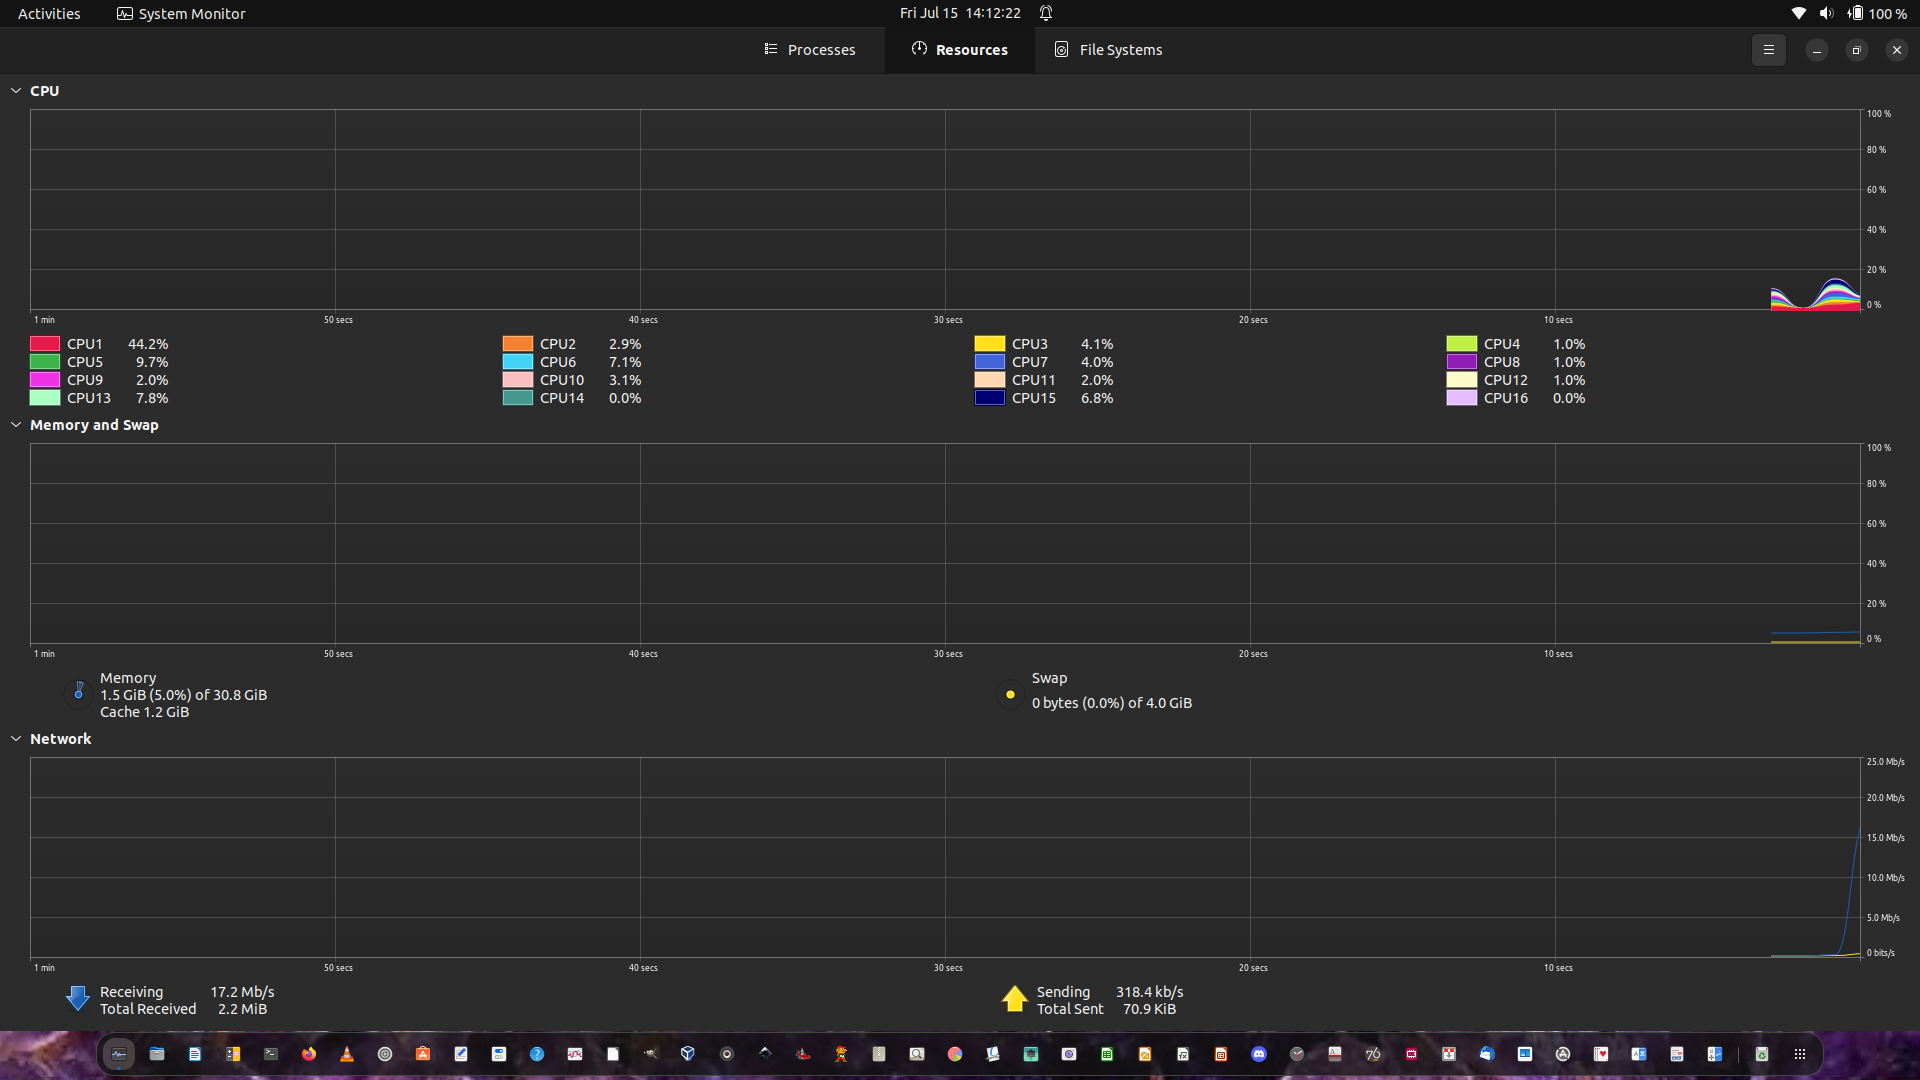 Activities System Monitor Fri Jul 15 14:12:22 100 %
Processes Resources File Systems
CPU
100 %
80 %
60 %
40 %
20 %
0 %
1 min 50 secs 40 secs 30 secs 20 secs 10 secs
CPU1 44.2% CPU2 2.9% CPU3 4.1% CPU4 1.0%
CPU5 9.7% CPU6 7.1% CPU7 4.0% CPU8 1.0%
CPU9 2.0% CPU10 3.1% CPU11 2.0% CPU12 1.0%
CPU13 7.8% CPU14 0.0% CPU15 6.8% CPU16 0.0%
Memory and Swap
100 %
80 %
60 %
40 %
20 %
0 %
1 min 50 secs 40 secs 30 secs 20 secs 10 secs
Memory Swap
1.5 GiB (5.0%) of 30.8 GiB 0 bytes (0.0%) of 4.0 GiB
Cache 1.2 GiB
Network
25.0 Mb/s
20.0 Mb/s
15.0 Mb/s
10.0 Mb/s
5.0 Mb/s
0 bits/s
1 min 50 secs 40 secs 30 secs 20 secs 10 secs
Receiving 17.2 Mb/s Sending 318.4 kb/s
Total Received 2.2 MiB Total Sent 70.9 KiB